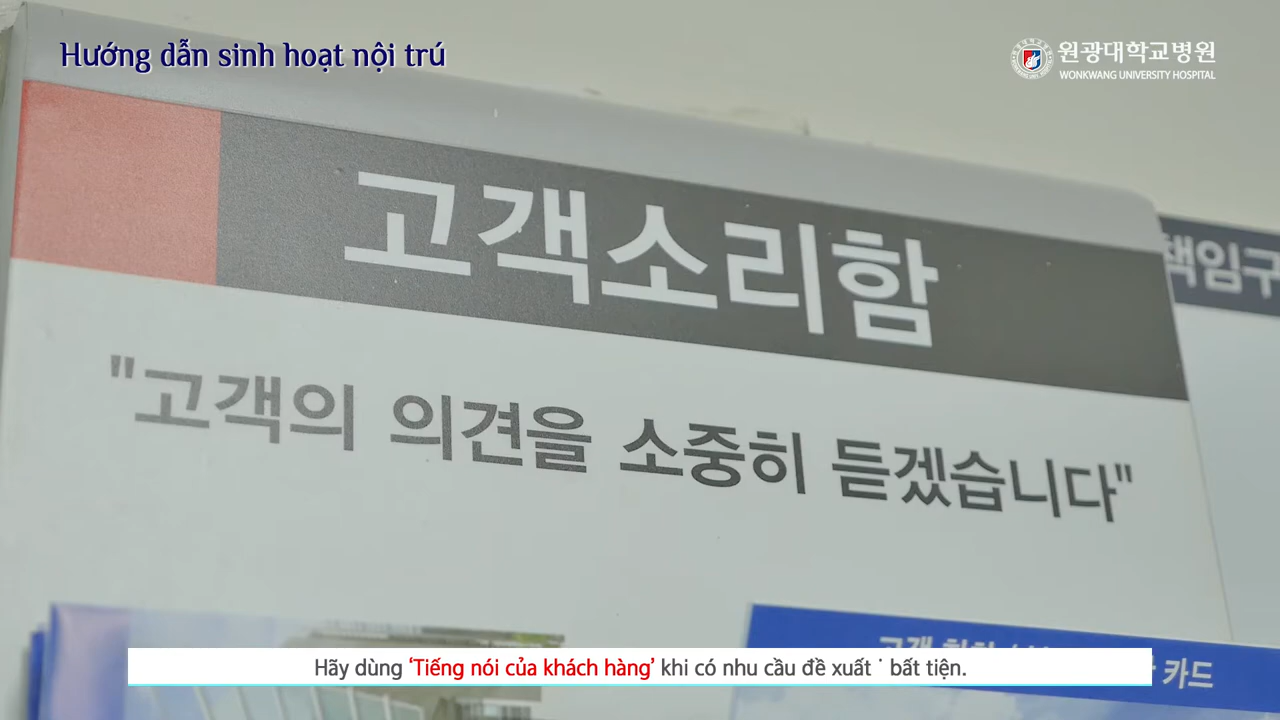 Hướng dẫn sinh hoạt nội trú
원광대학교병원
WONKWANG UNIVERSITY HOSPITAL
고객소리함
책임구
"고객의 의견을 소중히 듣겠습니다"
고객
카드
Hãy dùng ‘Tiếng nói của khách hàng’ khi có nhu cầu đề xuất ˙ bất tiện.